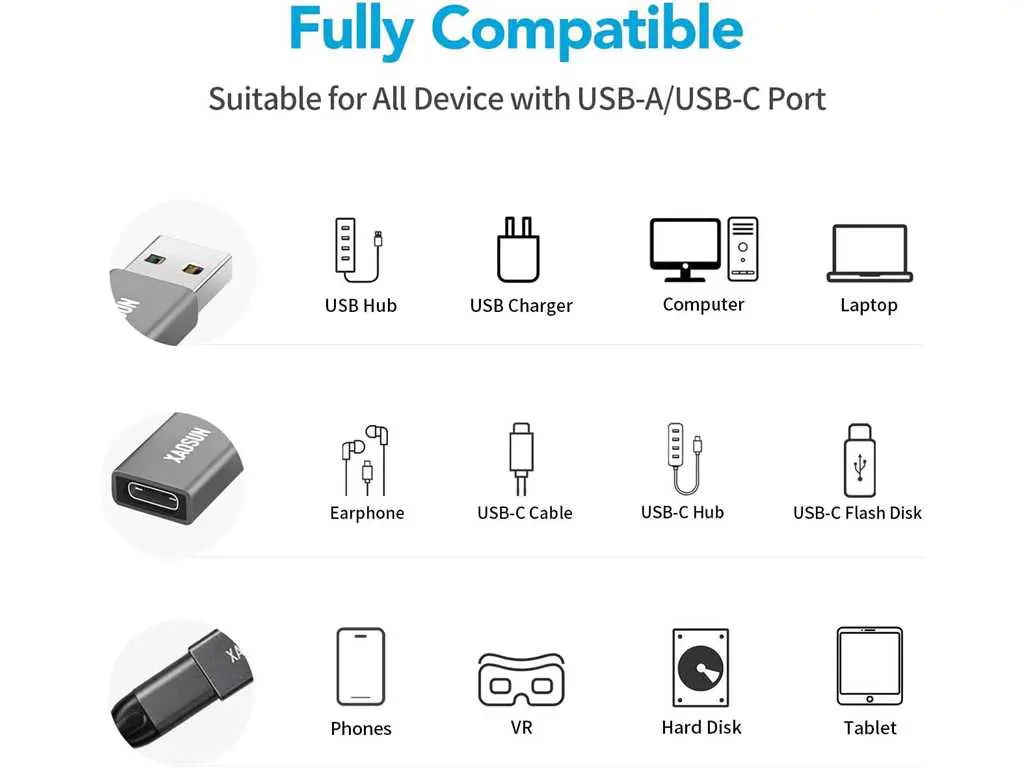 Fully Compatible
Suitable for All Device with USB-A/USB-C Port
USB Hub
USB Charger
Computer
Laptop
XAOSUN
Earphone
USB-C Cable
USB-C Hub
USB-C Flash Disk
Phones
VR
Hard Disk
Tablet